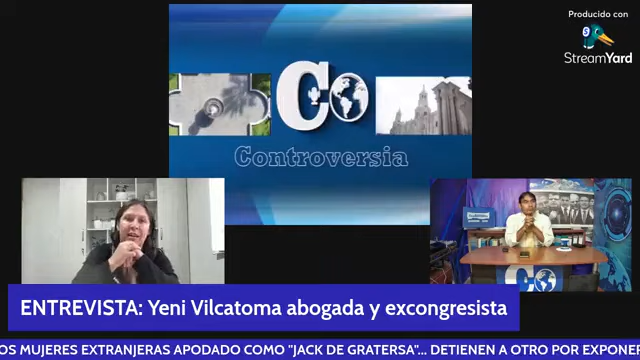 Producido con
StreamYard
Co
Controversia
ENTREVISTA: Yeni Vilcatoma abogada y excongresista
OS MUJERES EXTRANJERAS APODADO COMO "JACK DE GRATERSA"... DETIENEN A OTRO POR EXPONER